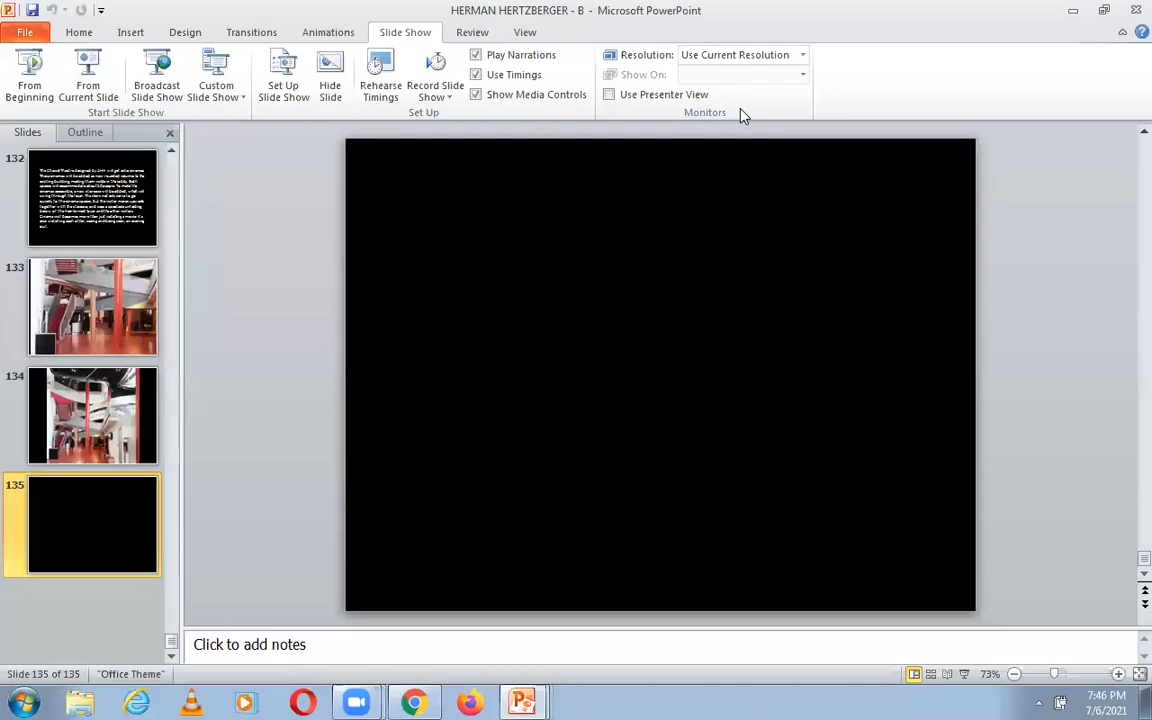 HERMAN HERTZBERGER - B - Microsoft PowerPoint
File Home Insert Design Transitions Animations Slide Show Review View
From Beginning
From Current Slide
Broadcast Slide Show
Custom Slide Show
Start Slide Show
Set Up Slide Show
Hide Slide
Rehearse Timings
Record Slide Show
Play Narrations
Use Timings
Show Media Controls
Set Up
Resolution: Use Current Resolution
Show On:
Use Presenter View
Monitors
Slides Outline
132
133
134
135
Click to add notes
Slide 135 of 135 "Office Theme" 73%
7:46 PM
7/6/2021